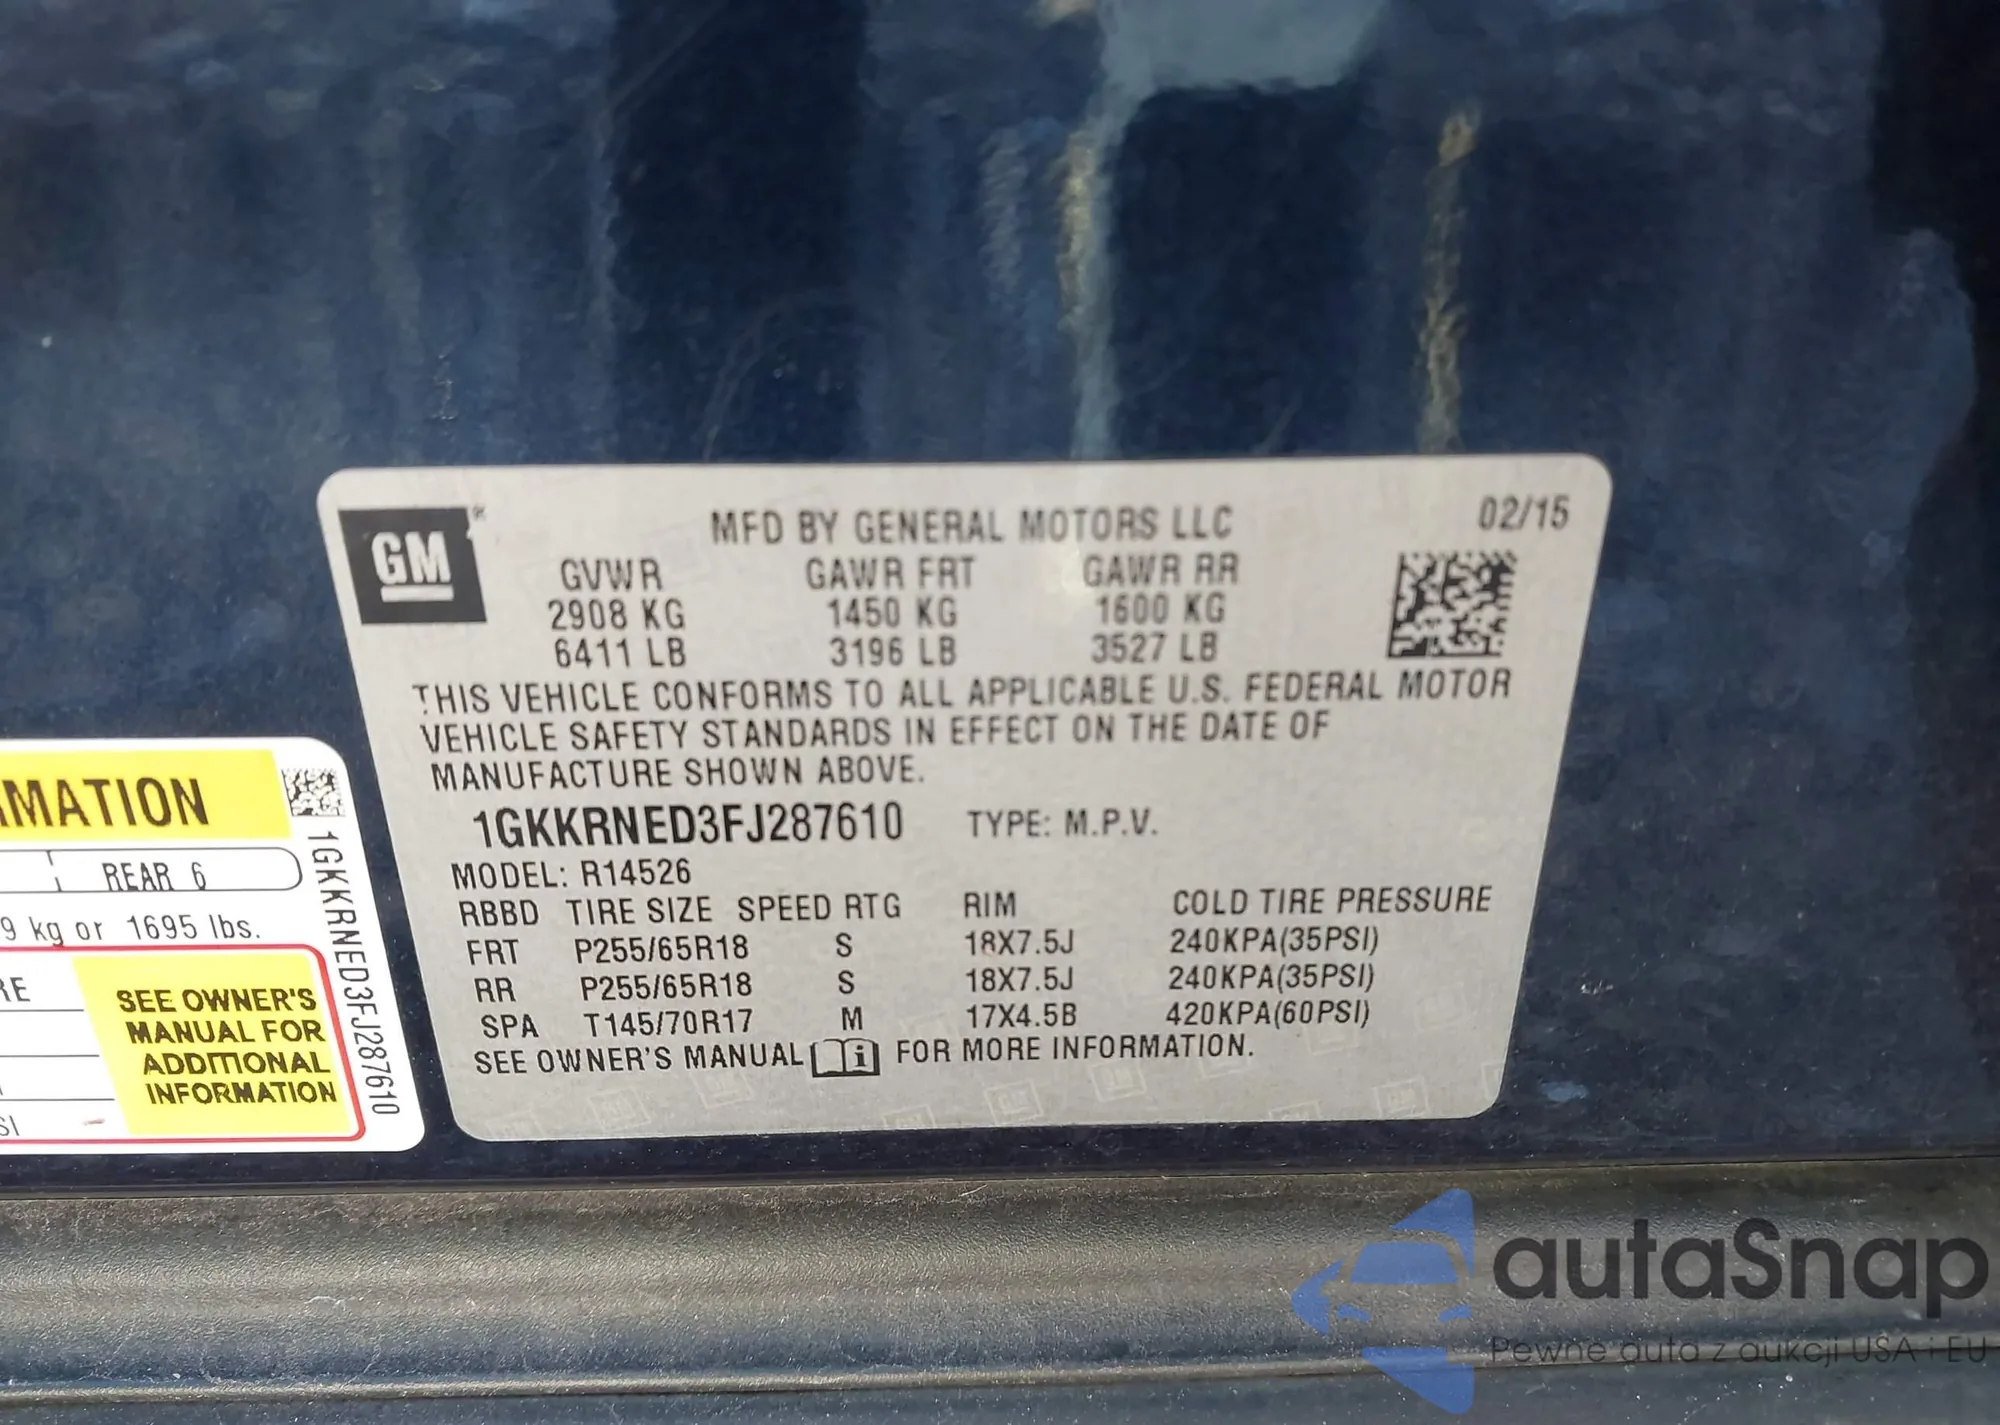 GM
MFD BY GENERAL MOTORS LLC 02/15
GVWR GAWR FRT GAWR RR
2908 KG 1450 KG 1600 KG
6411 LB 3196 LB 3527 LB
THIS VEHICLE CONFORMS TO ALL APPLICABLE U.S. FEDERAL MOTOR
VEHICLE SAFETY STANDARDS IN EFFECT ON THE DATE OF
MANUFACTURE SHOWN ABOVE.
1GKKRNED3FJ287610 TYPE: M.P.V.
MODEL: R14526
RBBD TIRE SIZE SPEED RTG RIM COLD TIRE PRESSURE
FRT P255/65R18 S 18X7.5J 240KPA(35PSI)
RR P255/65R18 S 18X7.5J 240KPA(35PSI)
SPA T145/70R17 M 17X4.5B 420KPA(60PSI)
SEE OWNER'S MANUAL FOR MORE INFORMATION.
MATION
REAR 6
9 kg or 1695 lbs.
RE
SEE OWNER'S
MANUAL FOR
ADDITIONAL
INFORMATION
SI
1GKKRNED3FJ287610
autaSnap
Pewne auta z aukcji USA i EU